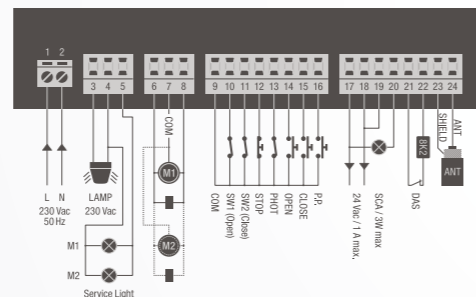 1 2
3 4 5
6 7 8
9 10 11 12 13 14 15 16
17 18 19 20 21 22 23 24
L N
230 Vac
50 Hz
LAMP
230 Vac
M1
M2
Service Light
COM
M1
M2
COM
SW1 (Open)
SW2 (Close)
STOP
PHOT
OPEN
CLOSE
P.P.
24 Vac / 1 A max.
SCA / 3W max
DAS
8K2
SHIELD
ANT
ANT